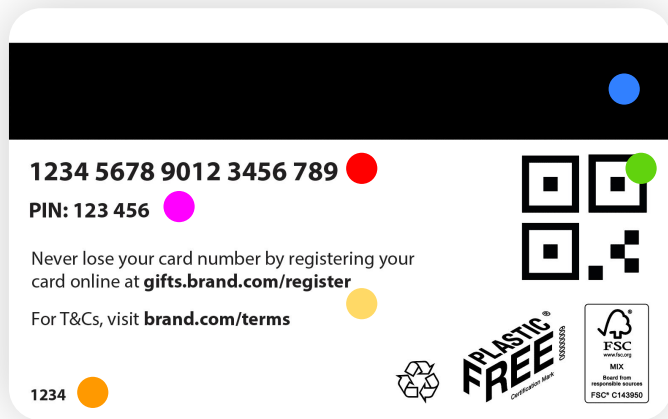 1234 5678 9012 3456 789
PIN: 123 456
Never lose your card number by registering your
card online at gifts.brand.com/register
For T&Cs, visit brand.com/terms
1234
PLASTIC®
FREE
Certification Mark
FSC
www.fsc.org
MIX
Board from
responsible sources
FSC® C143950